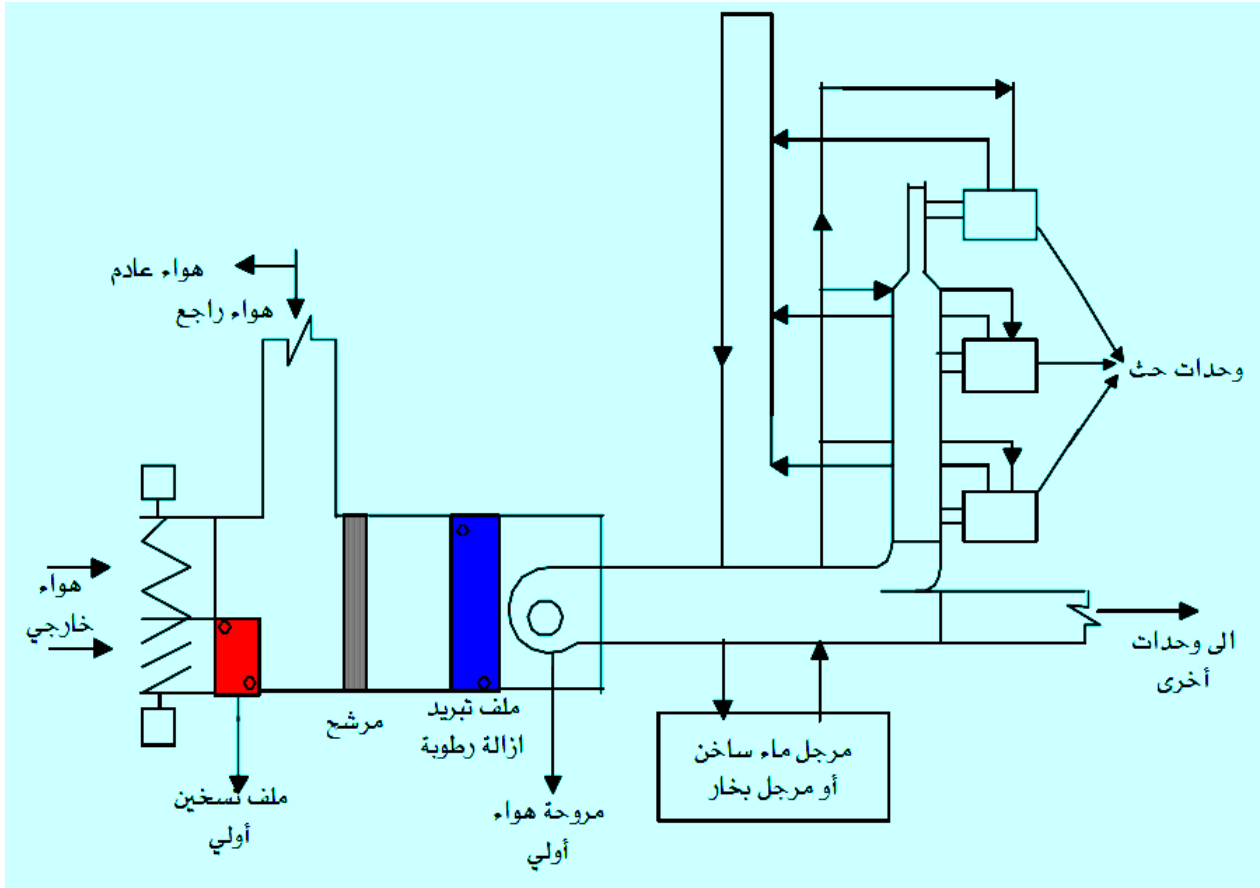 هواء عادم
هواء راجع
وحدات حث
هواء
خارجي
الى وحدات
أخرى
ملف تبريد
ازالة رطوبة
مرشح
مرجل ماء ساخن
أو مرجل بخار
ملف تسخين
أولي
مروحة هواء
أولي